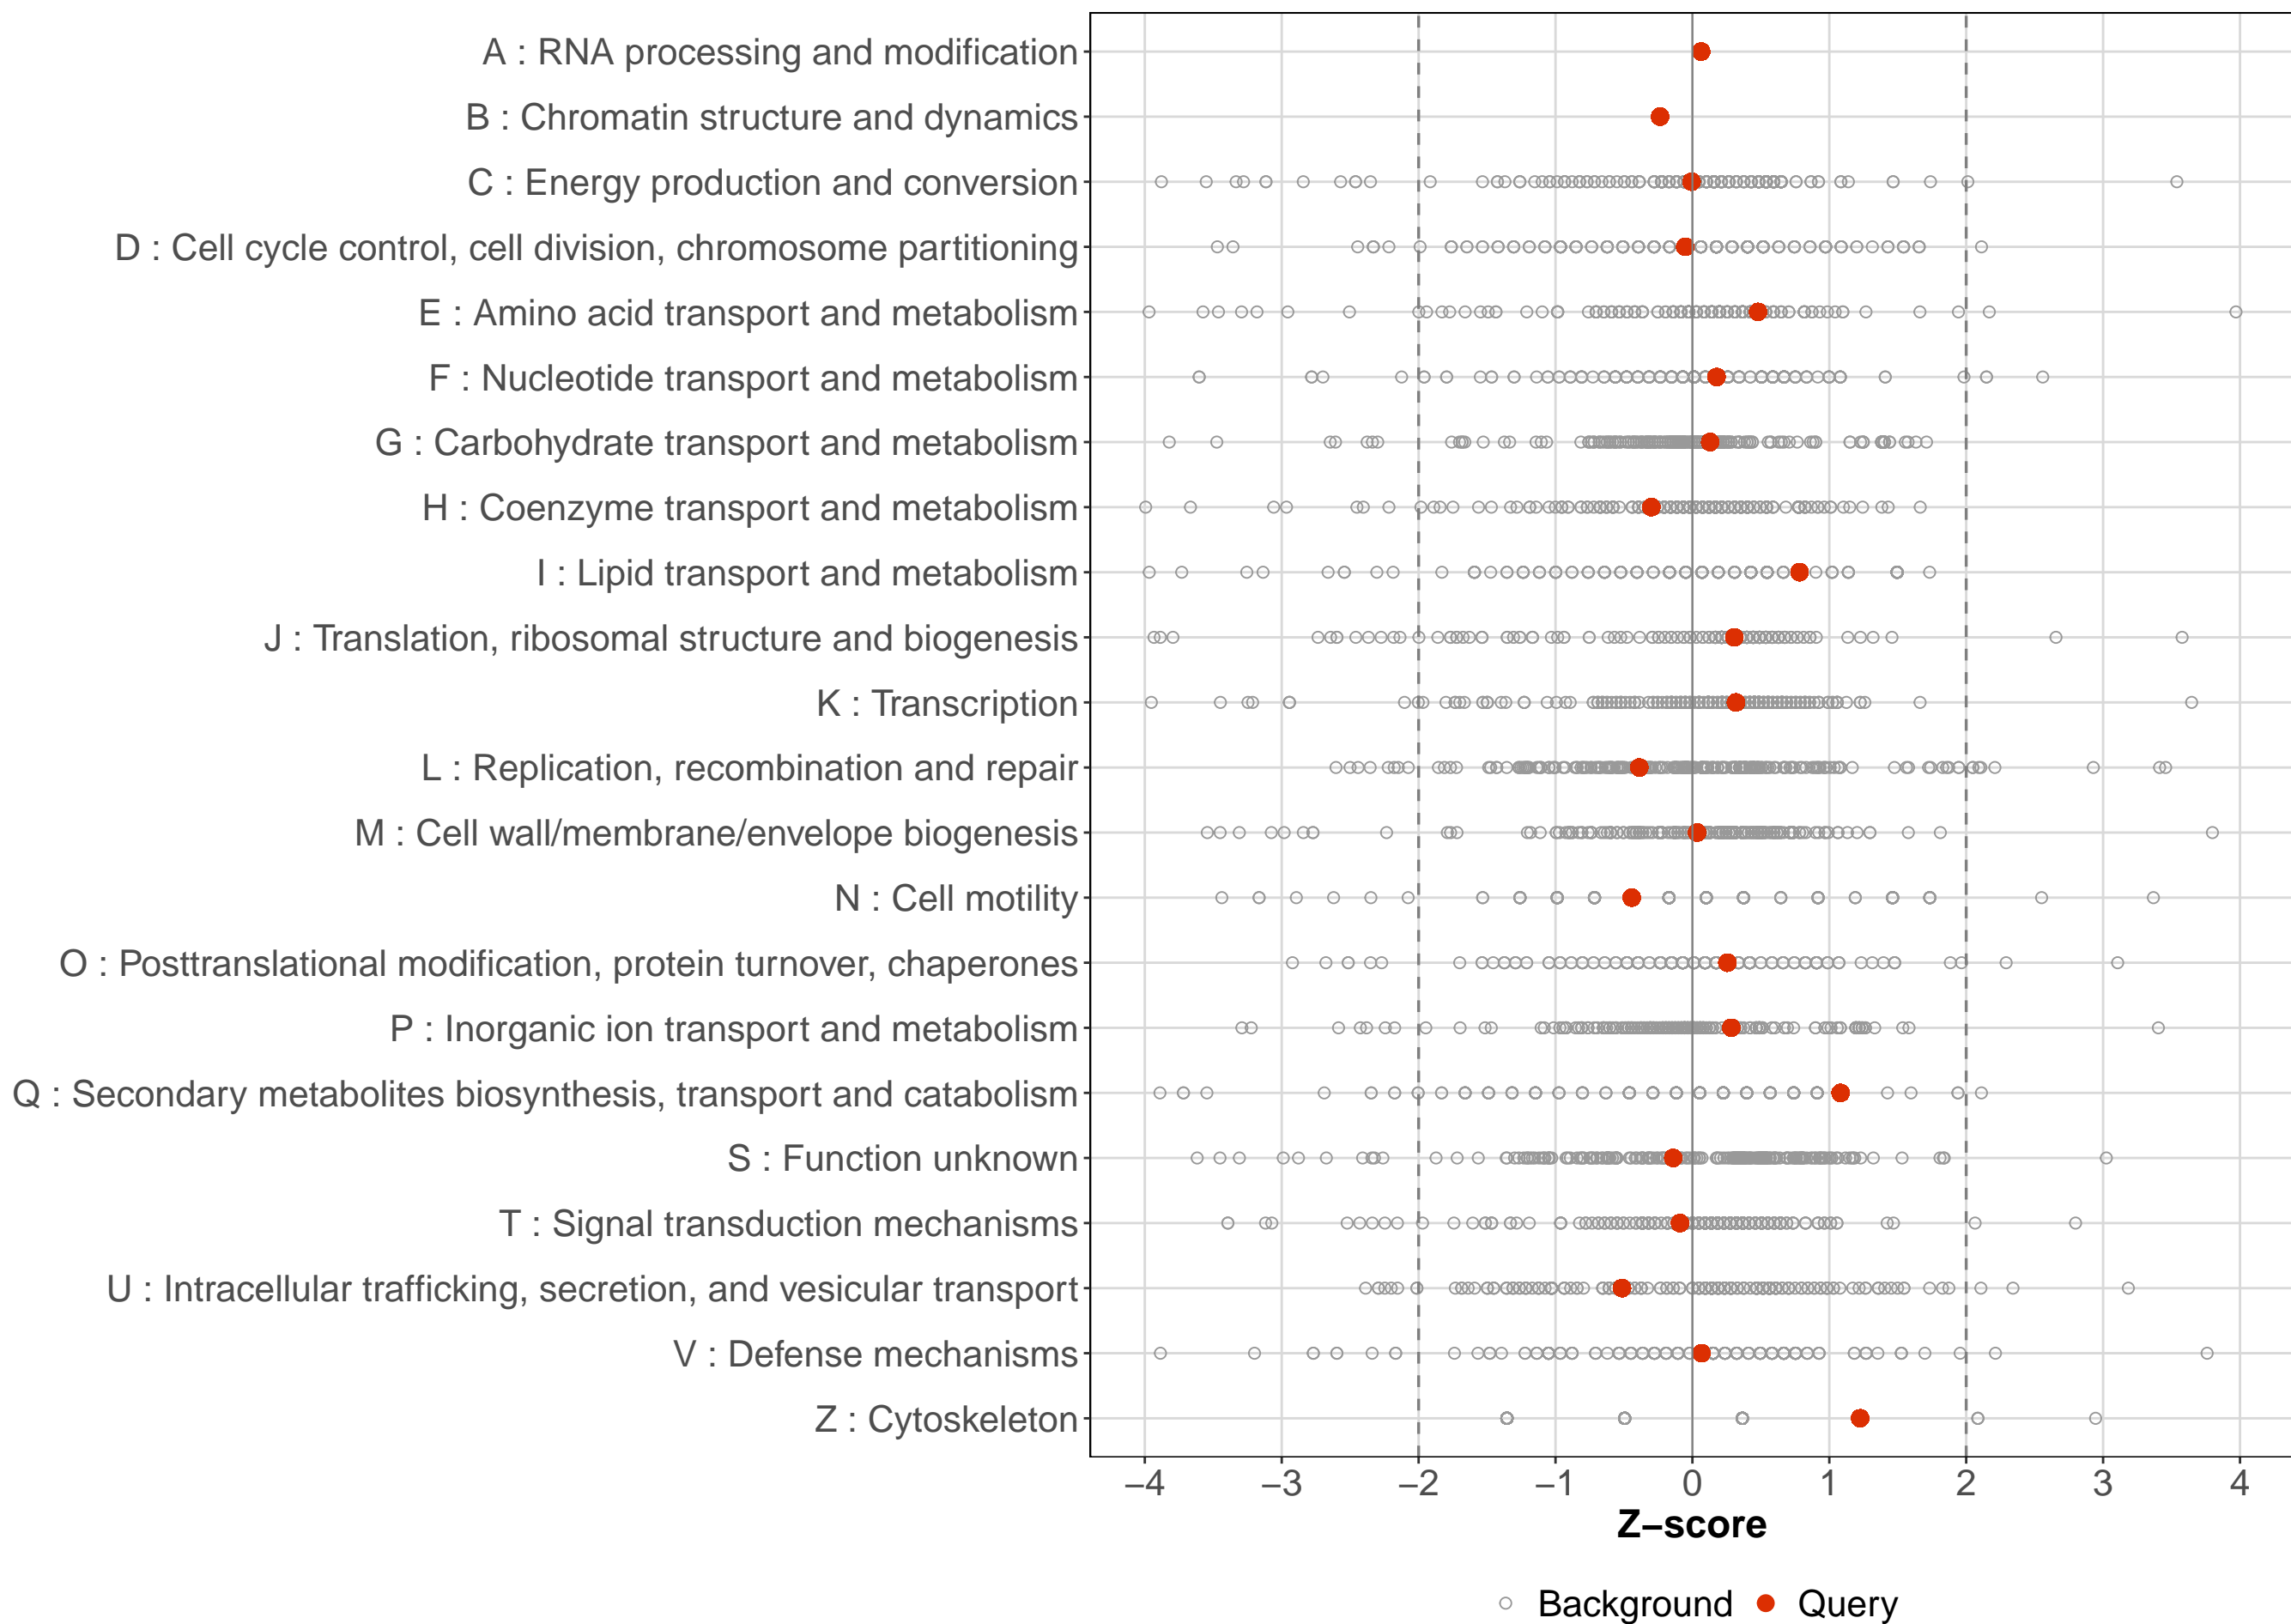 A : RNA processing and modification
B : Chromatin structure and dynamics
C : Energy production and conversion
D : Cell cycle control, cell division, chromosome partitioning
E : Amino acid transport and metabolism
F : Nucleotide transport and metabolism
G : Carbohydrate transport and metabolism
H : Coenzyme transport and metabolism
I : Lipid transport and metabolism
J : Translation, ribosomal structure and biogenesis
K : Transcription
L : Replication, recombination and repair
M : Cell wall/membrane/envelope biogenesis
N : Cell motility
O : Posttranslational modification, protein turnover, chaperones
P : Inorganic ion transport and metabolism
Q : Secondary metabolites biosynthesis, transport and catabolism
S : Function unknown
T : Signal transduction mechanisms
U : Intracellular trafficking, secretion, and vesicular transport
V : Defense mechanisms
Z : Cytoskeleton
−4 −3 −2 −1 0 1 2 3 4
Z−score
Background Query